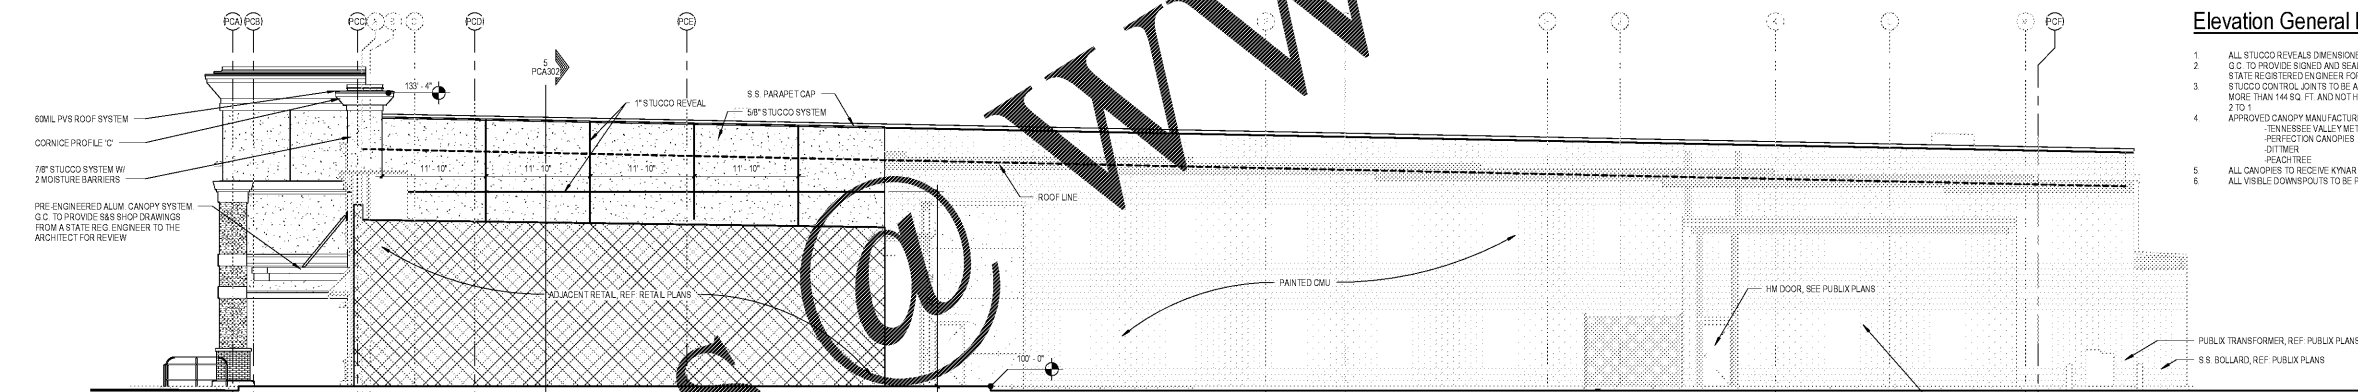 PCA PCB PCC PCD PCE PCF
Elevation General
5
PCA302
133' - 4"
1" STUCCO REVEAL
S.S. PARAPET CAP
5/8" STUCCO SYSTEM
60MIL PVS ROOF SYSTEM
CORNICE PROFILE 'C'
7/8" STUCCO SYSTEM W/
2 MOISTURE BARRIERS
PRE-ENGINEERED ALUM. CANOPY SYSTEM.
G.C. TO PROVIDE S&S SHOP DRAWINGS
FROM A STATE REG. ENGINEER TO THE
ARCHITECT FOR REVIEW
11' - 10" 11' - 10" 11' - 10" 11' - 10"
ROOF LINE
ADJACENT RETAIL, REF. RETAIL PLANS
PAINTED CMU
HM DOOR, SEE PUBLIX PLANS
100' - 0"
PUBLIX TRANSFORMER, REF. PUBLIX PLANS
S.S. BOLLARD, REF. PUBLIX PLANS
1. ALL STUCCO REVEALS
2. G.C. TO PROVIDE SIGNED AND
STATE REGISTERED ENGINEER
3. STUCCO CONTROL JOINTS TO BE
MORE THAN 144 SQ. FT. AND NOT
2 TO 1
4. APPROVED CANOPY
-TENNESSEE VALLEY
-PERFECTION CANOPIES
-DITTMER
-PEACHTREE
5. ALL CANOPIES TO RECEIVE KYNAR
6. ALL VISIBLE DOWNSPOUTS TO BE
s@ww